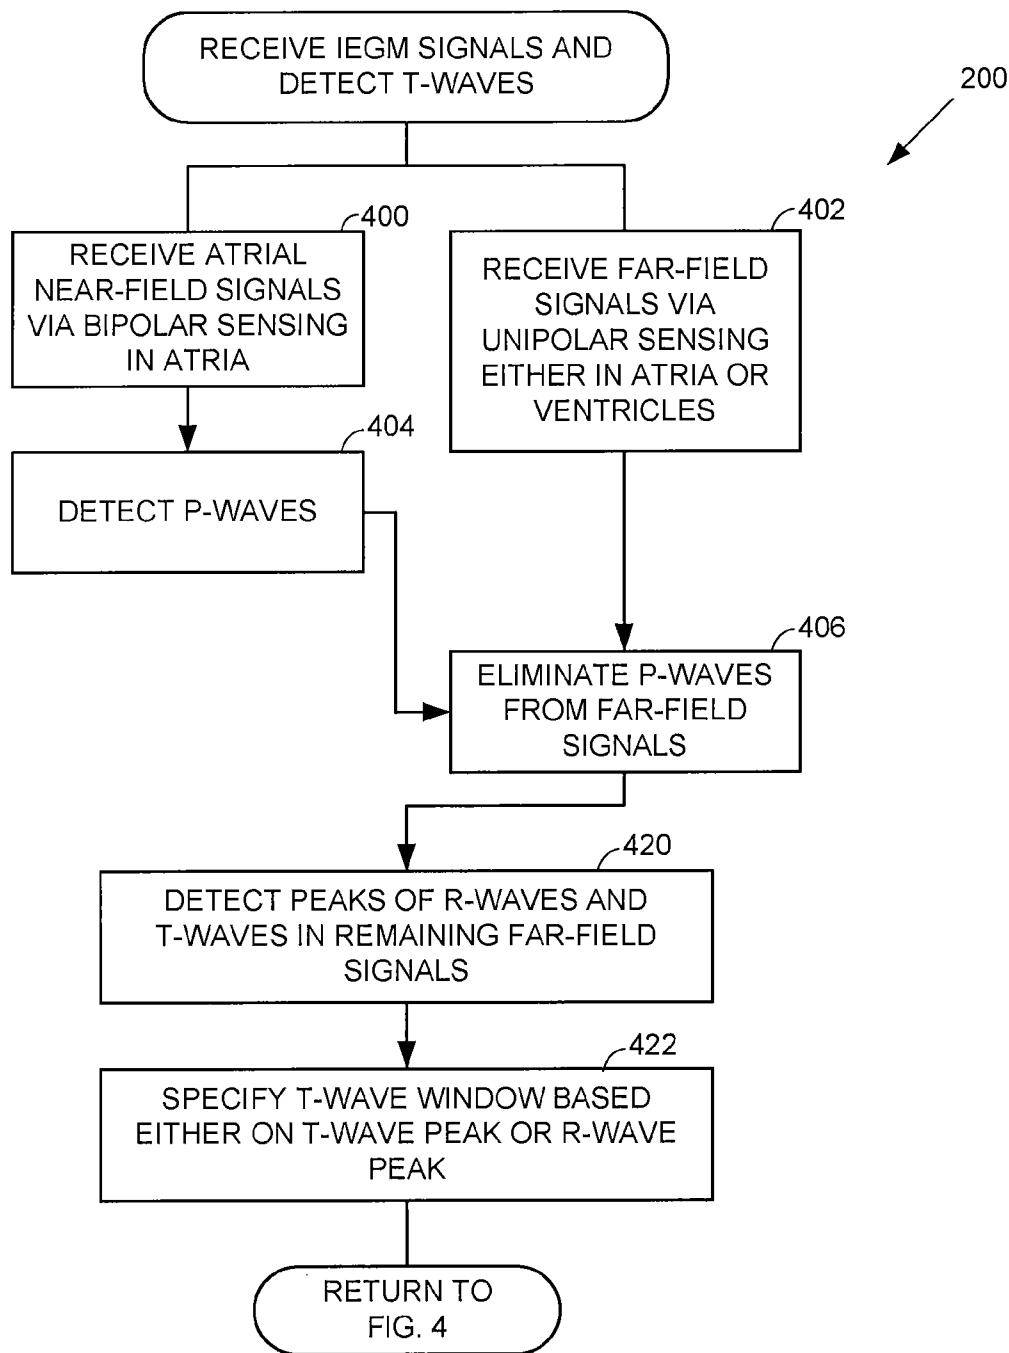 RECEIVE IEGM SIGNALS AND
DETECT T-WAVES
200
400
RECEIVE ATRIAL
NEAR-FIELD SIGNALS
VIA BIPOLAR SENSING
IN ATRIA
402
RECEIVE FAR-FIELD
SIGNALS VIA
UNIPOLAR SENSING
EITHER IN ATRIA OR
VENTRICLES
404
DETECT P-WAVES
406
ELIMINATE P-WAVES
FROM FAR-FIELD
SIGNALS
420
DETECT PEAKS OF R-WAVES AND
T-WAVES IN REMAINING FAR-FIELD
SIGNALS
422
SPECIFY T-WAVE WINDOW BASED
EITHER ON T-WAVE PEAK OR R-WAVE
PEAK
RETURN TO
FIG. 4